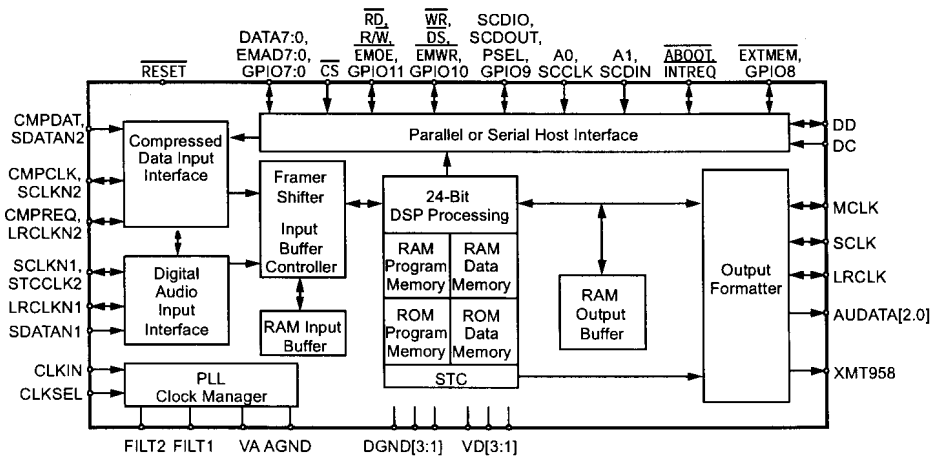 RESET
DATA7:0,
EMAD7:0,
GPIO7:0
CS
RD,
R/W,
EMOE,
GPIO11
WR,
DS,
EMWR,
GPIO10
SCDIO,
SCDOUT,
PSEL,
GPIO9
A0,
SCCLK
A1,
SCDIN
ABOOT,
INTREQ
EXTMEM,
GPIO8
CMPDAT,
SDATAN2
CMPCLK,
SCLKN2
CMPREQ,
LRCLKN2
SCLKN1,
STCCLK2
LRCLKN1
SDATAN1
CLKIN
CLKSEL
Compressed
Data Input
Interface
Digital
Audio
Input
Interface
PLL
Clock Manager
Parallel or Serial Host Interface
Framer
Shifter
Input
Buffer
Controller
RAM Input
Buffer
24-Bit
DSP Processing
RAM
Program
Memory
RAM
Data
Memory
ROM
Program
Memory
ROM
Data
Memory
STC
RAM
Output
Buffer
Output
Formatter
DD
DC
MCLK
SCLK
LRCLK
AUDATA[2.0]
XMT958
FILT2 FILT1
VA AGND
DGND[3:1]
VD[3:1]